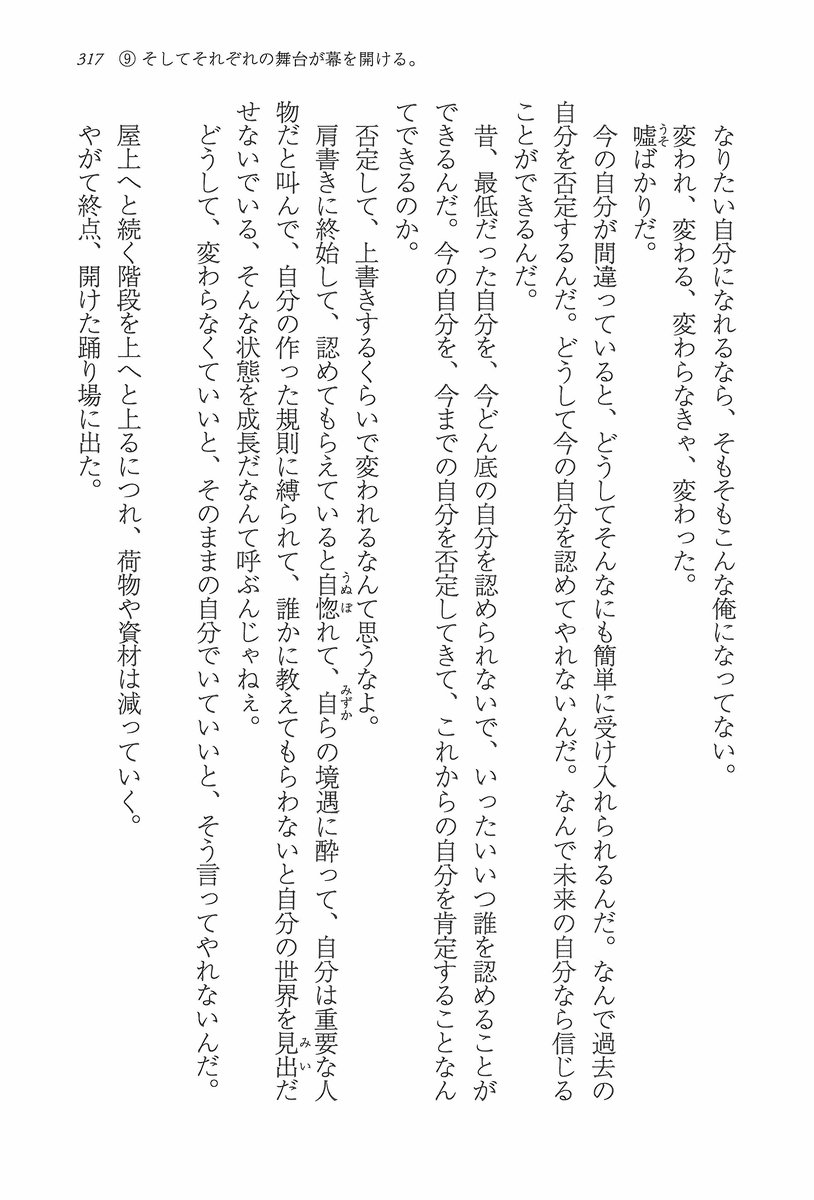 317 ⑨ そしてそれぞれの舞台が幕を開ける。
なりたい自分になれるなら、そもそもこんな俺になってない。
変われ、変わる、変わらなきゃ、変わった。
嘘ばかりだ。
今の自分が間違っていると、どうしてそんなにも簡単に受け入れられるんだ。なんで過去の
自分を否定するんだ。どうして今の自分を認めてやれないんだ。なんで未来の自分なら信じる
ことができるんだ。
昔、最低だった自分を、今どん底の自分を認められないで、いったいいつ誰を認めることが
できるんだ。今の自分を、今までの自分を否定してきて、これからの自分を肯定することなん
てできるのか。
否定して、上書きするくらいで変われるなんて思うなよ。
肩書きに終始して、認めてもらえていると自惚れて、自らの境遇に酔って、自分は重要な人
物だと叫んで、自分の作った規則に縛られて、誰かに教えてもらわないと自分の世界を見出だ
せないでいる、そんな状態を成長だなんて呼ぶんじゃねぇ。
どうして、変わらなくていいと、そのままの自分でいていいと、そう言ってやれないんだ。
屋上へと続く階段を上へと上るにつれ、荷物や資材は減っていく。
やがて終点、開けた踊り場に出た。